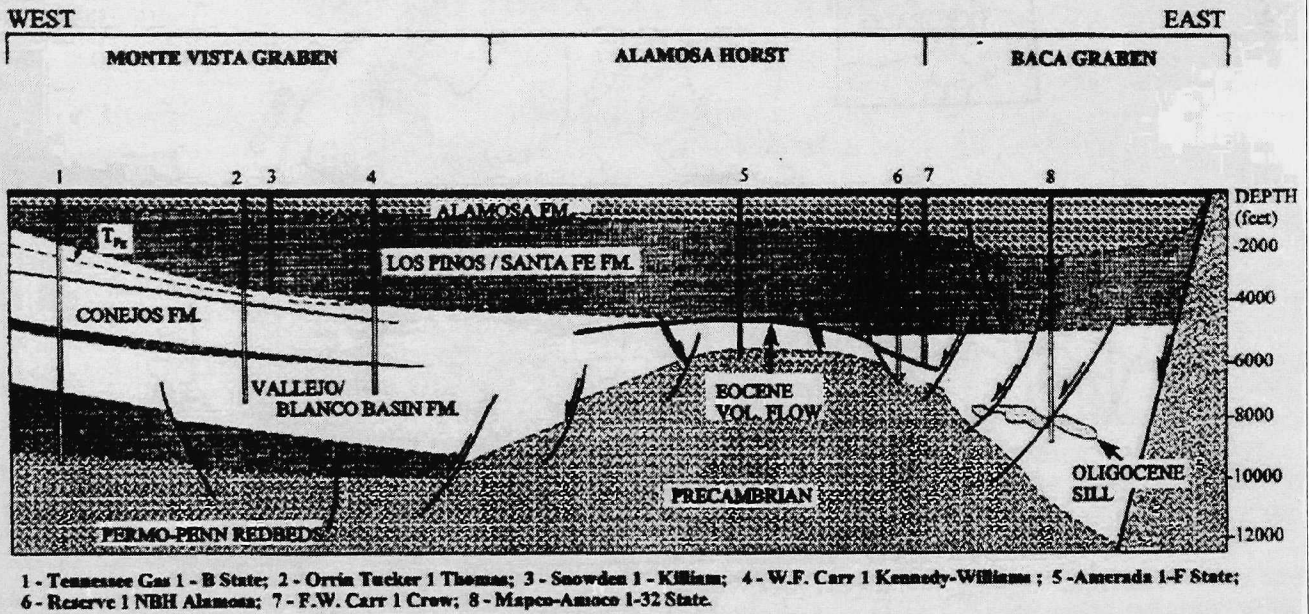 WEST
EAST
MONTE VISTA GRABEN
ALAMOSA HORST
BACA GRABEN
1
2
3
4
5
6
7
8
DEPTH
(feet)
ALAMOSA FM.
LOS PINOS / SANTA FE FM.
CONEJOS FM.
VALLEJO/
BLANCO BASIN FM.
EOCENE
VOL. FLOW
OLIGOCENE
SILL
PRECAMBRIAN
PERMO-PENN REDBEDS
-2000
-4000
-6000
-8000
-10000
-12000
1 - Tennessee Gas 1 - B State; 2 - Orrin Tucker 1 Thomas; 3 - Snowden 1 - Killiam; 4 - W.F. Carr 1 Kennedy-Williams ; 5 - Amerada 1-F State;
6 - Reserve 1 NBH Alamosa; 7 - F.W. Carr 1 Crow; 8 - Mapco-Amoco 1-32 State.